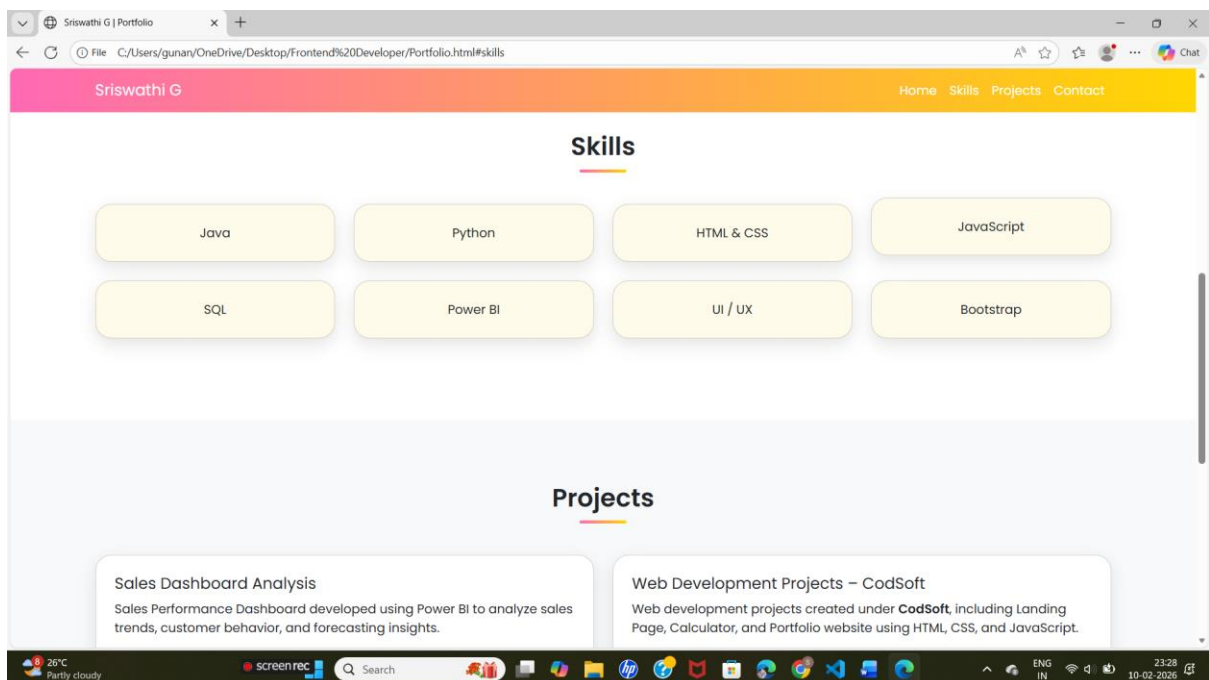 Sriswathi G | Portfolio
File C:/Users/gunan/OneDrive/Desktop/Frontend%20Developer/Portfolio.html#skills
Chat
Sriswathi G
Home Skills Projects Contact
Skills
Java Python HTML & CSS JavaScript
SQL Power BI UI / UX Bootstrap
Projects
Sales Dashboard Analysis
Sales Performance Dashboard developed using Power BI to analyze sales
trends, customer behavior, and forecasting insights.
Web Development Projects – CodSoft
Web development projects created under CodSoft, including Landing
Page, Calculator, and Portfolio website using HTML, CSS, and JavaScript.
8
26°C
Partly cloudy
screen rec
Search
hp
ENG
IN
23:28
10-02-2026